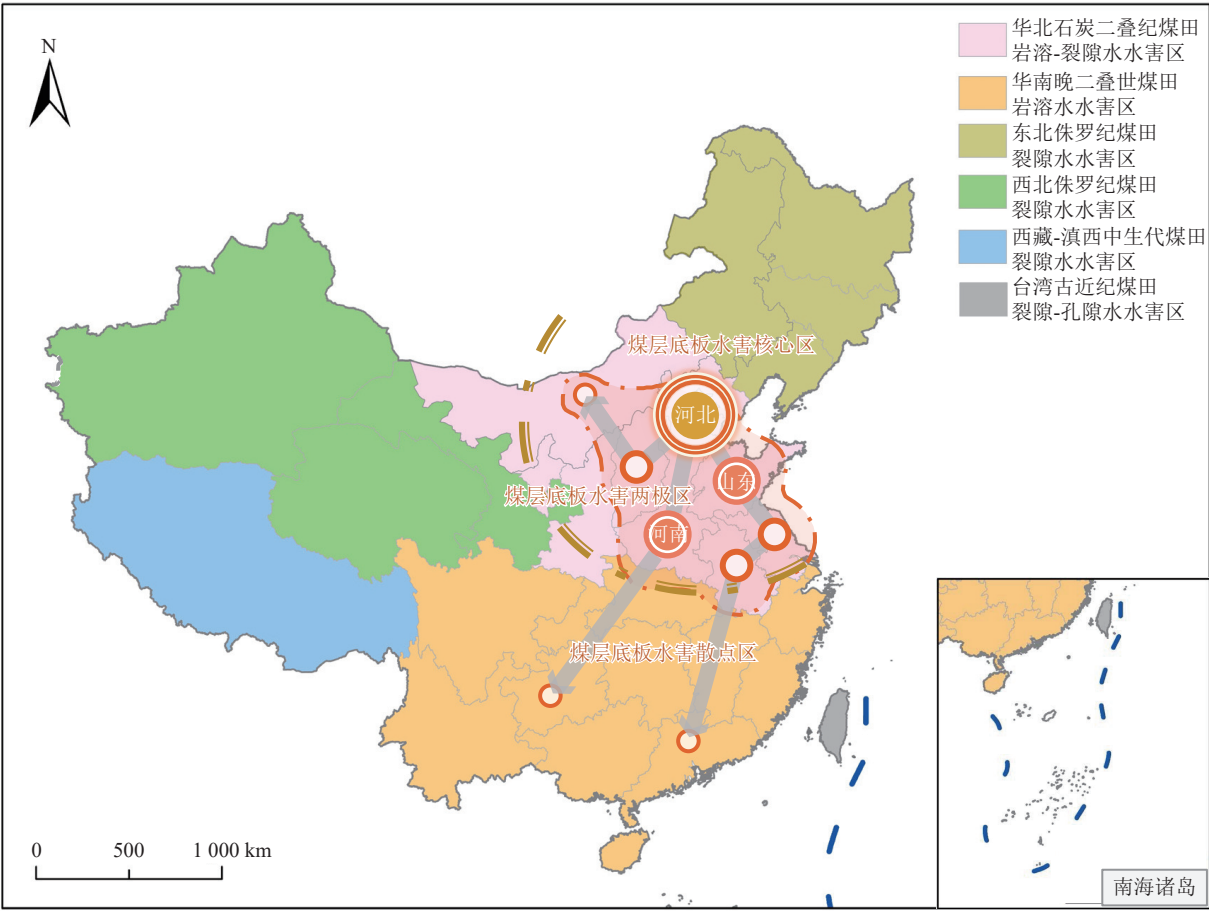 N
华北石炭二叠纪煤田
岩溶-裂隙水水害区
华南晚二叠世煤田
岩溶水水害区
东北侏罗纪煤田
裂隙水水害区
西北侏罗纪煤田
裂隙水水害区
西藏-滇西中生代煤田
裂隙水水害区
台湾古近纪煤田
裂隙-孔隙水水害区
煤层底板水害核心区
河北
山东
煤层底板水害两极区
河南
煤层底板水害散点区
0 500 1 000 km
南海诸岛